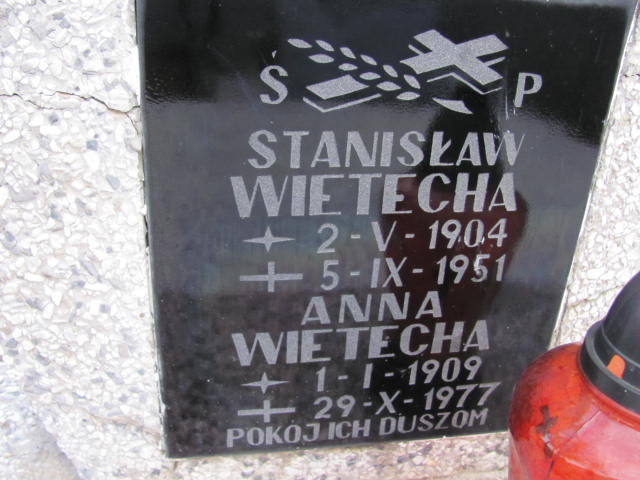 Ś P
STANISŁAW
WIETECHA
2-V-1904
5-IX-1951
ANNA
WIETECHA
1-I-1909
29-X-1977
POKÓJ ICH DUSZOM